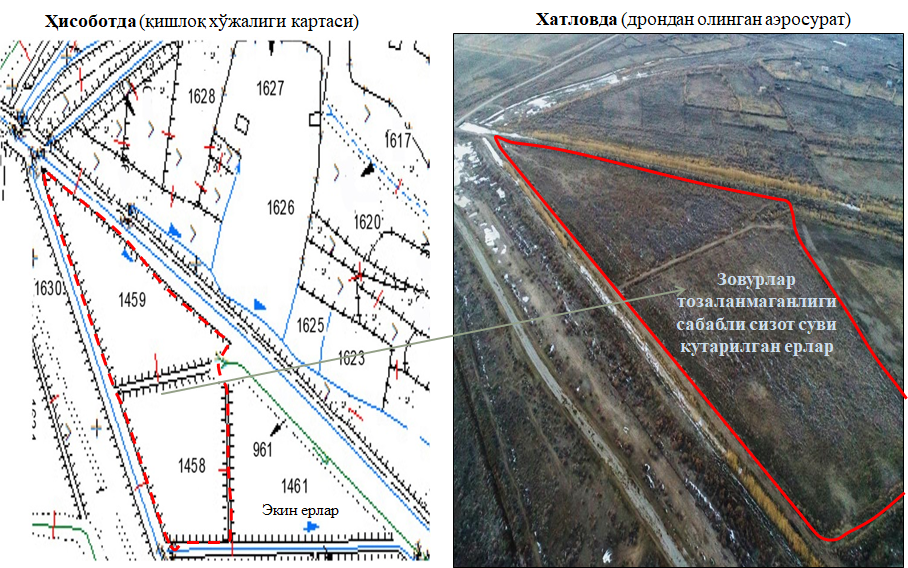 Ҳисоботда (қишлоқ хўжалиги картаси)
Хатловда (дрондан олинган аэросурат)
1628
1627
1617
1626
1620
1630
1459
1625
1623
961
1458
1461
Экин ерлар
Зовурлар
тозаланмаганлиги
сабабли сизот суви
кутарилган ерлар